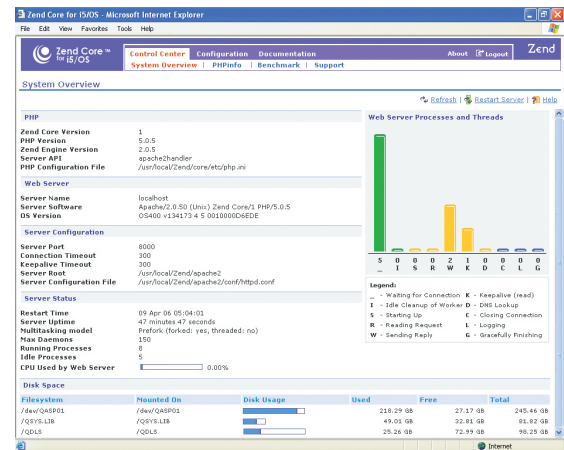 Zend Core for i5/OS - Microsoft Internet Explorer
File Edit View Favorites Tools Help
Zend Core ™ for i5/OS
Control Center Configuration Documentation About Logout Zend
System Overview | PHPinfo | Benchmark | Support
System Overview
Refresh | Restart Server | Help
PHP
Zend Core Version 1
PHP Version 5.0.5
Zend Engine Version 2.0.5
Server API apache2handler
PHP Configuration File /usr/local/Zend/core/etc/php.ini
Web Server
Server Name localhost
Server Software Apache/2.0.50 (Unix) Zend Core/1 PHP/5.0.5
OS Version OS400 v134173 4 5 0010000D6EDE
Server Configuration
Server Port 8000
Connection Timeout 300
Keepalive Timeout 300
Server Root /usr/local/Zend/apache2
Server Configuration File /usr/local/Zend/apache2/conf/httpd.conf
Server Status
Restart Time 09 Apr 06 05:04:01
Server Uptime 47 minutes 47 seconds
Multitasking model Prefork (forked: yes, threaded: no)
Max Daemons 150
Running Processes 8
Idle Processes 5
CPU Used by Web Server 0.00%
Web Server Processes and Threads
5 0 0 0 2 1 0 0 0 0
_ I S R W K D C L G
Legend:
_ - Waiting for Connection K - Keepalive (read)
I - Idle Cleanup of Worker D - DNS Lookup
S - Starting Up C - Closing Connection
R - Reading Request L - Logging
W - Sending Reply G - Gracefully Finishing
Disk Space
Filesystem Mounted On Disk Usage Used Free Total
/dev/QASP01 /dev/QASP01 218.29 GB 27.17 GB 245.46 GB
/QSYS.LIB /QSYS.LIB 49.01 GB 32.81 GB 81.82 GB
/QDLS /QDLS 25.26 GB 72.99 GB 98.25 GB
Internet